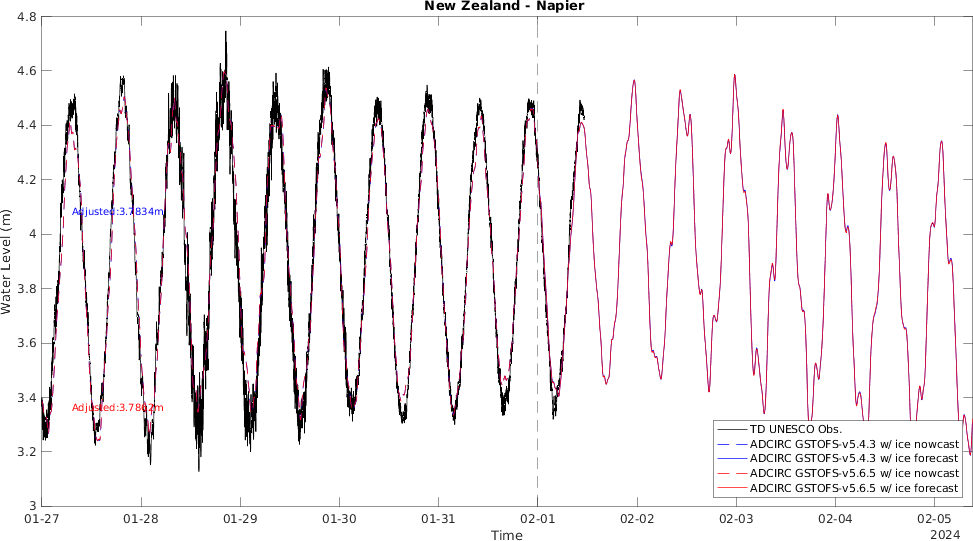 New Zealand - Napier
4.8
4.6
4.4
4.2
4
3.8
3.6
3.4
3.2
3
Water Level (m)
Adjusted:3.7834m
Adjusted:3.7802m
TD UNESCO Obs.
ADCIRC GSTOFS-v5.4.3 w/ ice nowcast
ADCIRC GSTOFS-v5.4.3 w/ ice forecast
ADCIRC GSTOFS-v5.6.5 w/ ice nowcast
ADCIRC GSTOFS-v5.6.5 w/ ice forecast
01-27 01-28 01-29 01-30 01-31 02-01 02-02 02-03 02-04 02-05
Time
2024